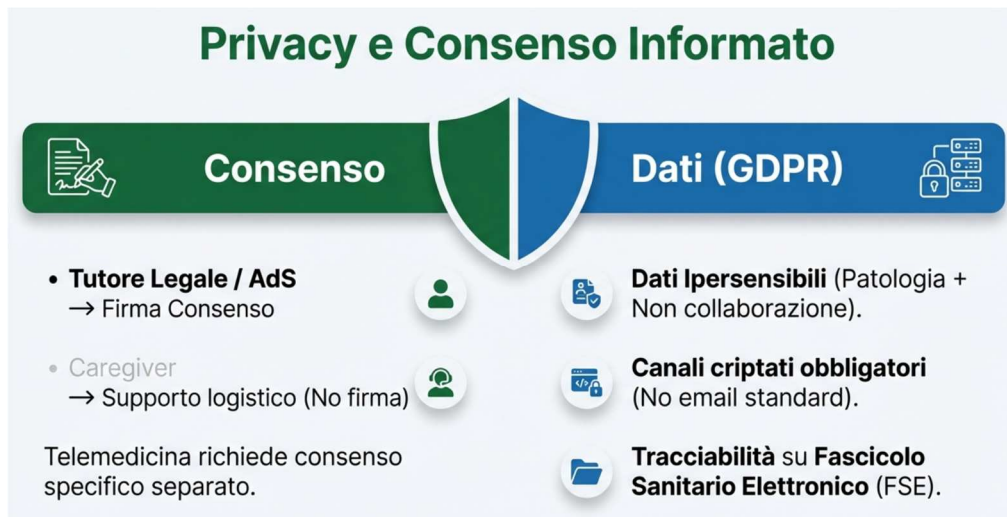 Privacy e Consenso Informato
Consenso
• Tutore Legale / AdS
→ Firma Consenso
• Caregiver
→ Supporto logistico (No firma)
Telemedicina richiede consenso
specifico separato.
Dati (GDPR)
Dati Ipersensibili (Patologia +
Non collaborazione).
Canali criptati obbligatori
(No email standard).
Tracciabilità su Fascicolo
Sanitario Elettronico (FSE).